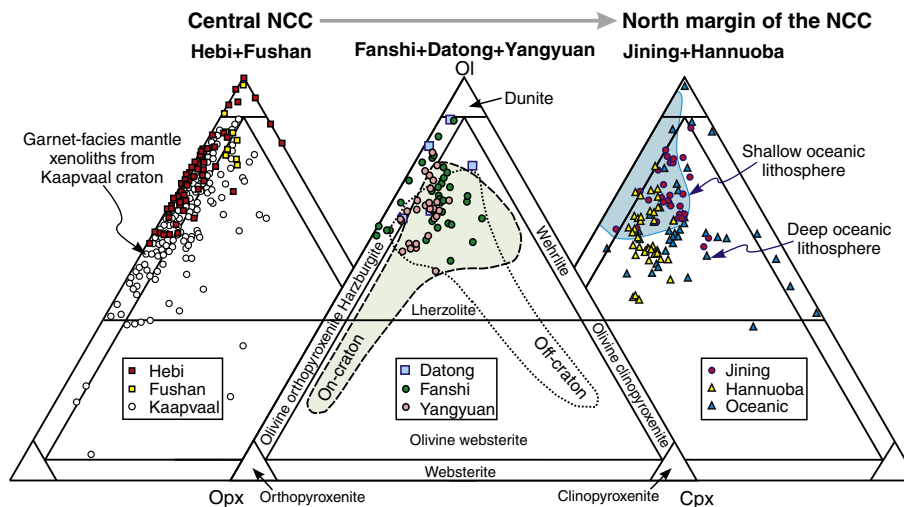 Central NCC
North margin of the NCC
Hebi+Fushan
Fanshi+Datong+Yangyuan
Jining+Hannuoba
Ol
Dunite
Garnet-facies mantle
xenoliths from
Kaapvaal craton
Shallow oceanic
lithosphere
Deep oceanic
lithosphere
Harzburgite
Wehrlite
Lherzolite
Olivine orthopyroxenite
On-craton
Off-craton
Olivine clinopyroxenite
Hebi
Fushan
Kaapvaal
Datong
Fanshi
Yangyuan
Jining
Hannuoba
Oceanic
Olivine websterite
Websterite
Opx
Orthopyroxenite
Clinopyroxenite
Cpx